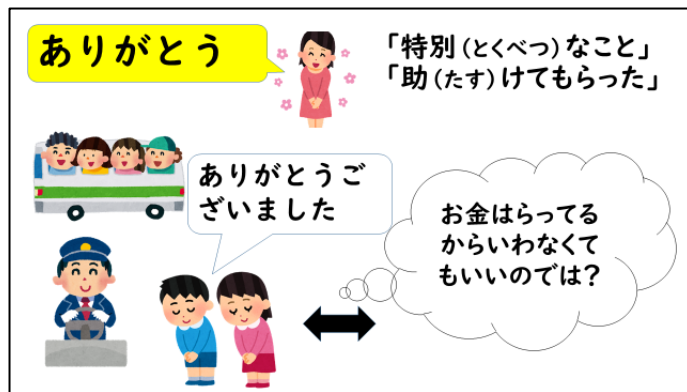 ありがとう
「特別(とくべつ)なこと」
「助(たす)けてもらった」
ありがとうご
ざいました
お金はらってる
からいわなくて
もいいのでは?